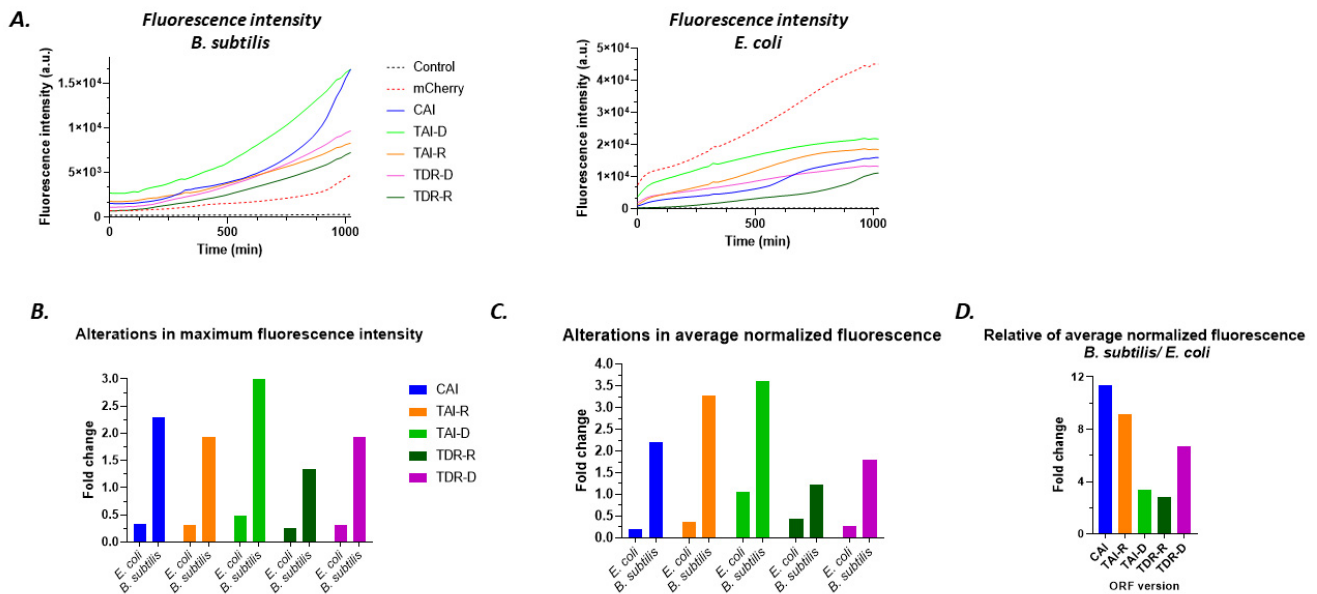 A.
Fluorescence intensity
B. subtilis
Fluorescence intensity (a.u.)
1.5×10⁴
1×10⁴
5×10³
0
0
500
1000
Time (min)
Control
mCherry
CAI
TAI-D
TAI-R
TDR-D
TDR-R
Fluorescence intensity
E. coli
Fluorescence intensity (a.u.)
5×10⁴
4×10⁴
3×10⁴
2×10⁴
1×10⁴
0
0
500
1000
Time (min)
B.
Alterations in maximum fluorescence intensity
Fold change
3.0
2.5
2.0
1.5
1.0
0.5
0.0
E. coli
B. subtilis
E. coli
B. subtilis
E. coli
B. subtilis
E. coli
B. subtilis
E. coli
B. subtilis
CAI
TAI-R
TAI-D
TDR-R
TDR-D
C.
Alterations in average normalized fluorescence
Fold change
4.0
3.5
3.0
2.5
2.0
1.5
1.0
0.5
0.0
E. coli
B. subtilis
E. coli
B. subtilis
E. coli
B. subtilis
E. coli
B. subtilis
E. coli
B. subtilis
D.
Relative of average normalized fluorescence
B. subtilis/ E. coli
Fold change
12
8
4
0
CAI
TAI-R
TAI-D
TDR-R
TDR-D
ORF version